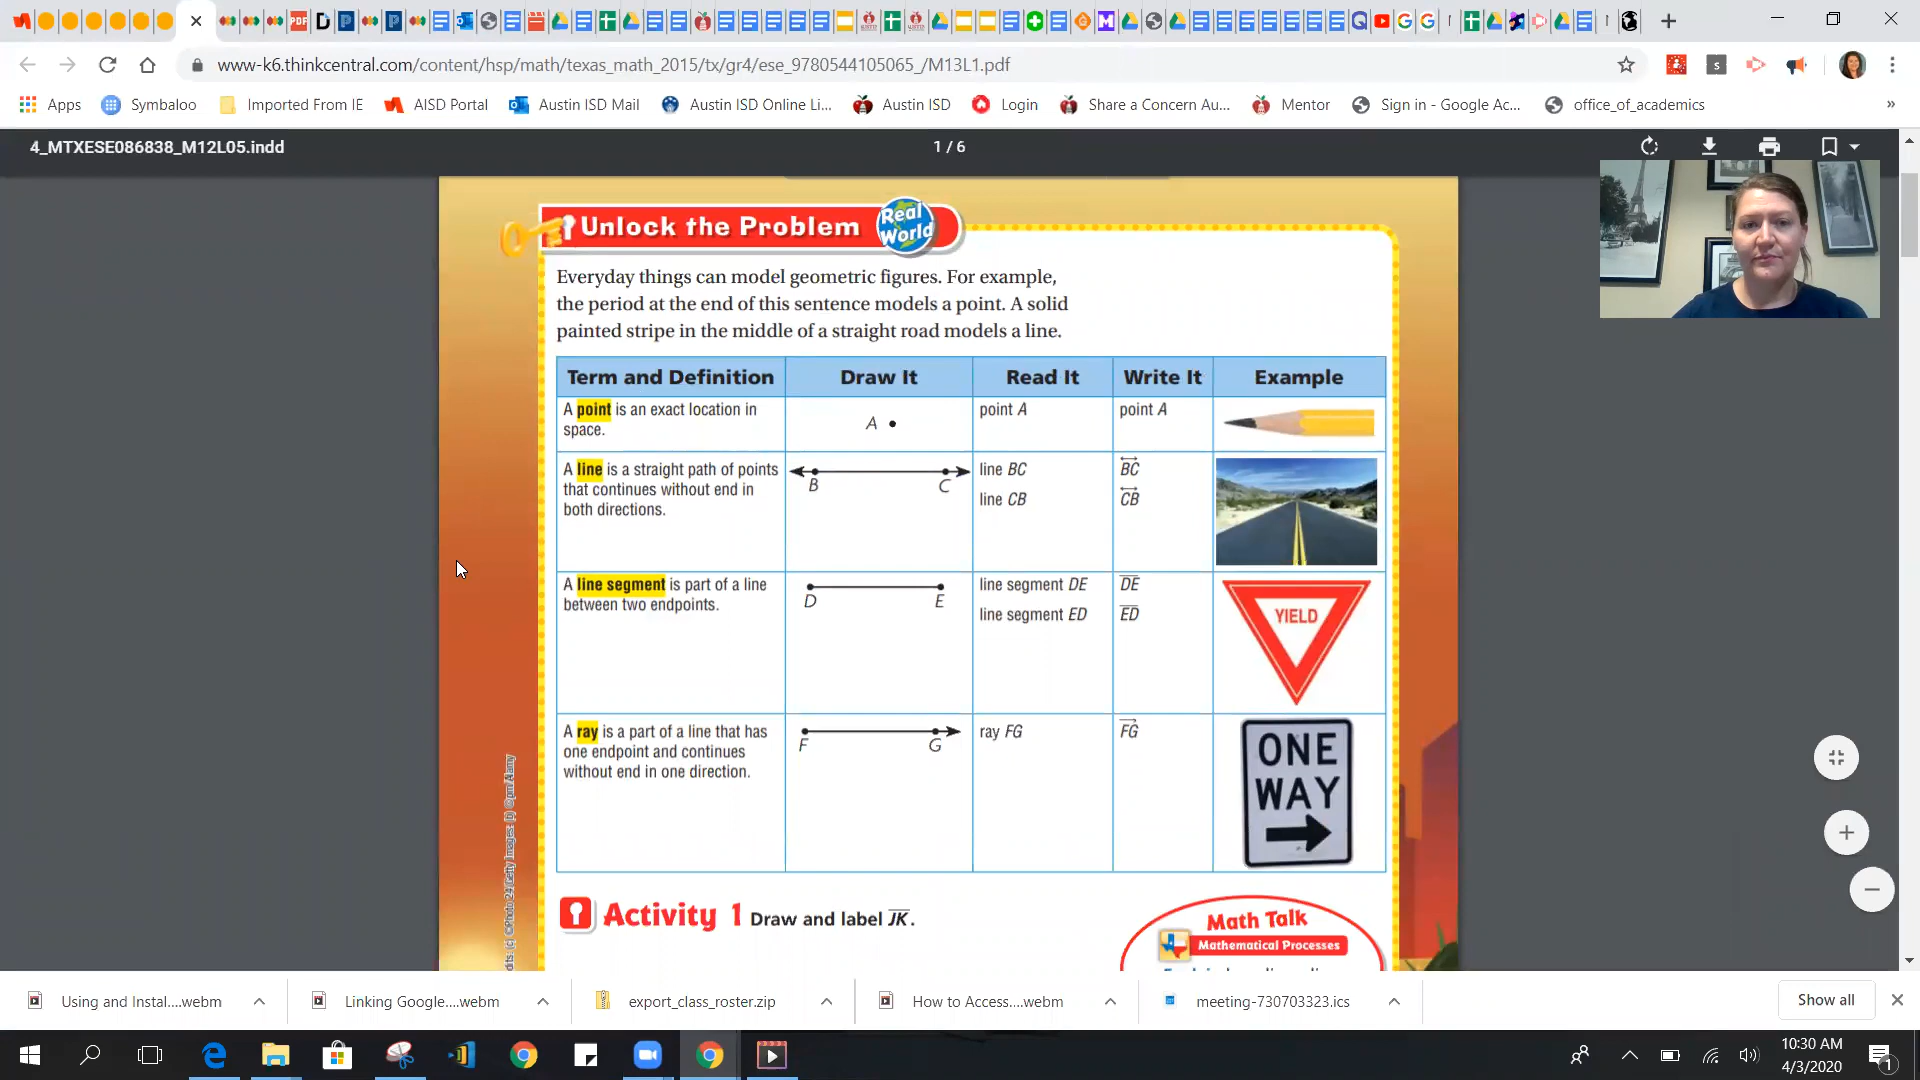 www-k6.thinkcentral.com/content/hsp/math/texas_math_2015/tx/gr4/ese_9780544105065_/M13L1.pdf
Apps Symbaloo Imported From IE AISD Portal Austin ISD Mail Austin ISD Online Li... Austin ISD Login Share a Concern Au... Mentor Sign in - Google Ac... office_of_academics »
4_MTXESE086838_M12L05.indd 1 / 6
Unlock the Problem Real World
Everyday things can model geometric figures. For example,
the period at the end of this sentence models a point. A solid
painted stripe in the middle of a straight road models a line.
Term and Definition Draw It Read It Write It Example
A point is an exact location in
space.
A
point A
point A
A line is a straight path of points
that continues without end in
both directions.
B C
line BC
line CB
BC
CB
A line segment is part of a line
between two endpoints.
D E
line segment DE
line segment ED
DE
ED
YIELD
A ray is a part of a line that has
one endpoint and continues
without end in one direction.
F G
ray FG
FG
ONE
WAY
Activity 1 Draw and label JK.
Math Talk
Mathematical Processes
Using and Instal....webm Linking Google....webm export_class_roster.zip How to Access....webm meeting-730703323.ics Show all
10:30 AM
4/3/2020
1